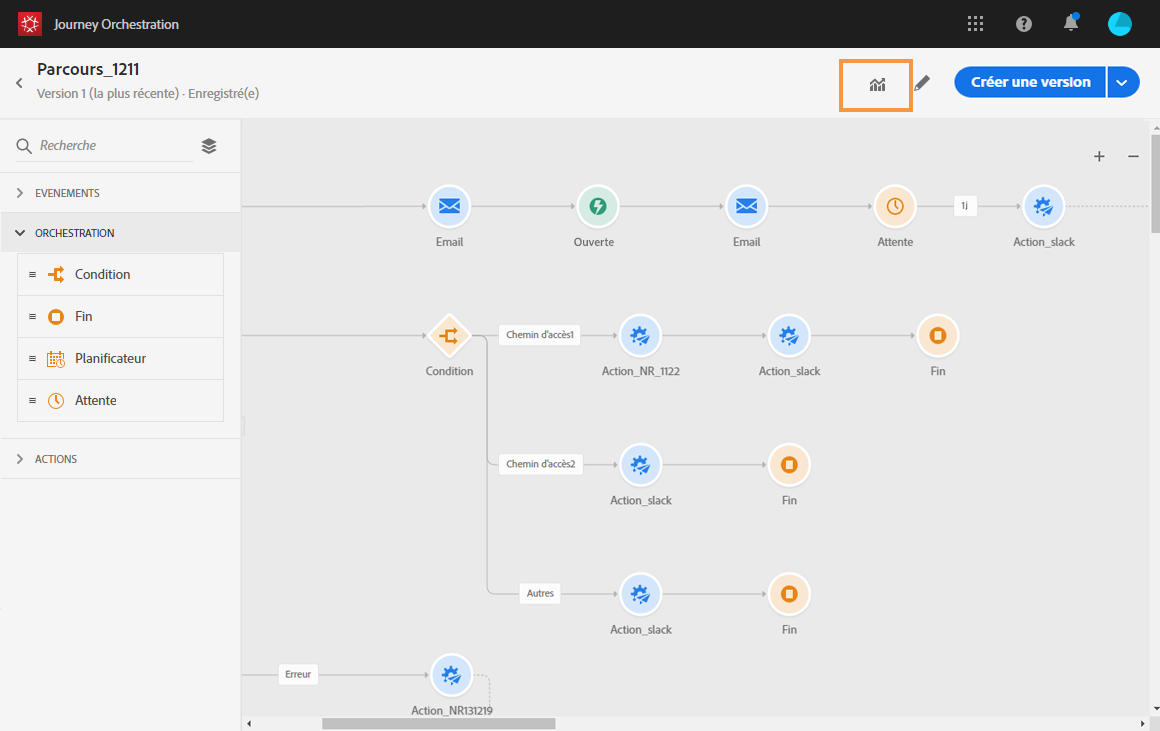 Journey Orchestration
Parcours_1211
Version 1 (la plus récente) · Enregistré(e)
Créer une version
Recherche
EVENEMENTS
ORCHESTRATION
Condition
Fin
Planificateur
Attente
ACTIONS
1j
Email
Ouverte
Email
Attente
Action_slack
Chemin d'accès1
Condition
Action_NR_1122
Action_slack
Fin
Chemin d'accès2
Action_slack
Fin
Autres
Action_slack
Fin
Erreur
Action_NR131219